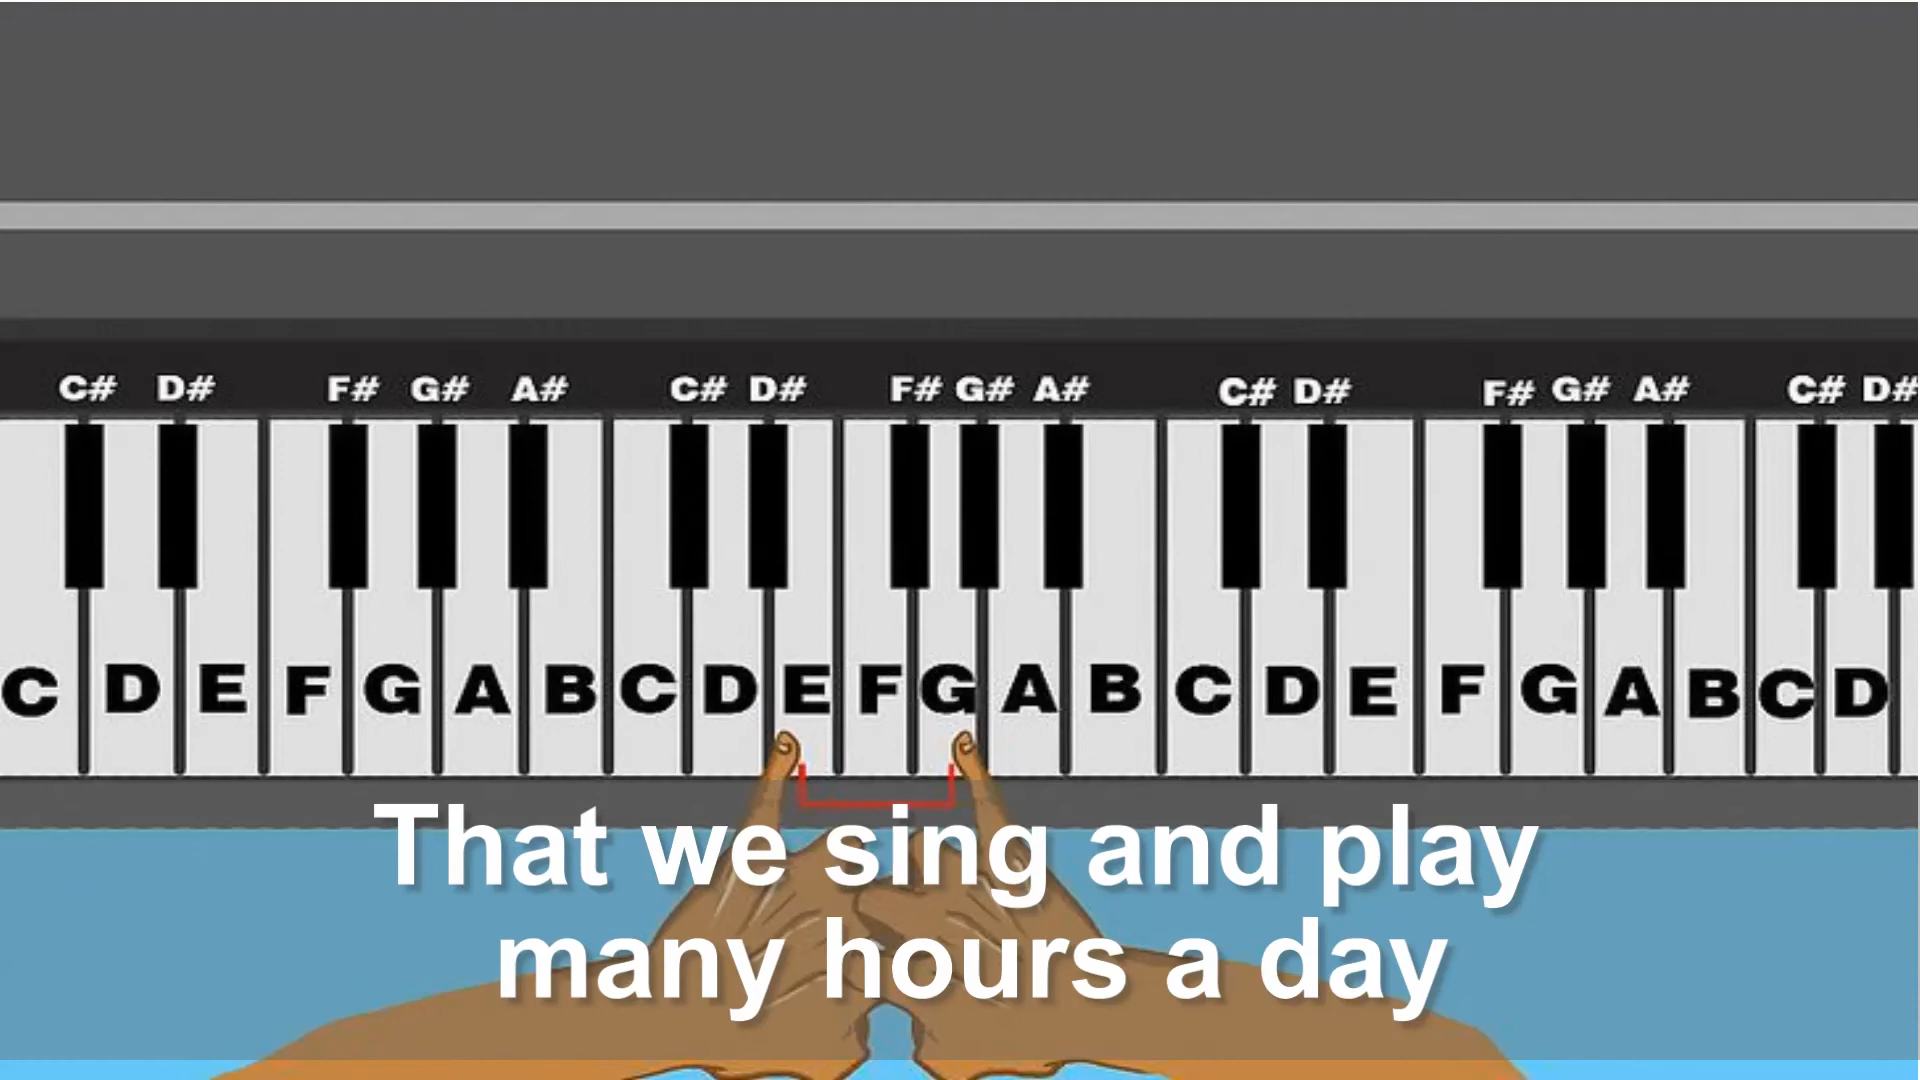 C# D# F# G# A# C# D# F# G# A# C# D# F# G# A# C# D#
C D E F G A B C D E F G A B C D E F G A B C D
That we sing and play
many hours a day